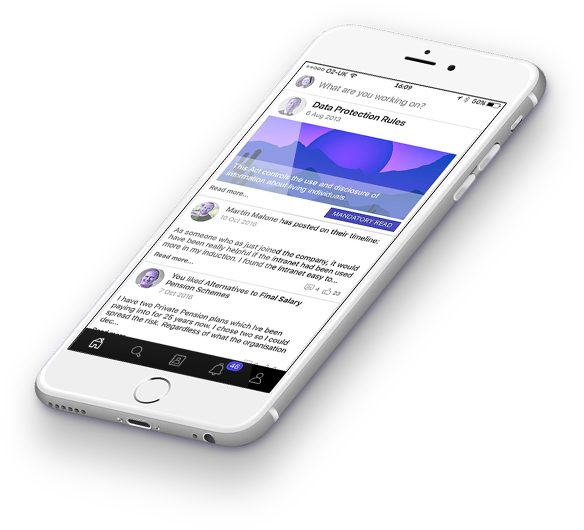 O2-UK 16:09 50%
What are you working on?
Data Protection Rules
6 Aug 2013
This Act controls the use and disclosure of
information about living individuals.
Read more...
MANDATORY READ
Martin Malone has posted on their timeline:
10 Oct 2016
As someone who as just joined the company, it would
have been really helpful if the intranet had been used
more in my induction. I found the intranet easy to...
Read more...
4 23
You liked Alternatives to Final Salary
Pension Schemes
7 Oct 2016
I have two Private Pension plans which Ive been
paying into for 25 years now. I chose two so I could
spread the risk. Regardless of what the organisation
dec...
46